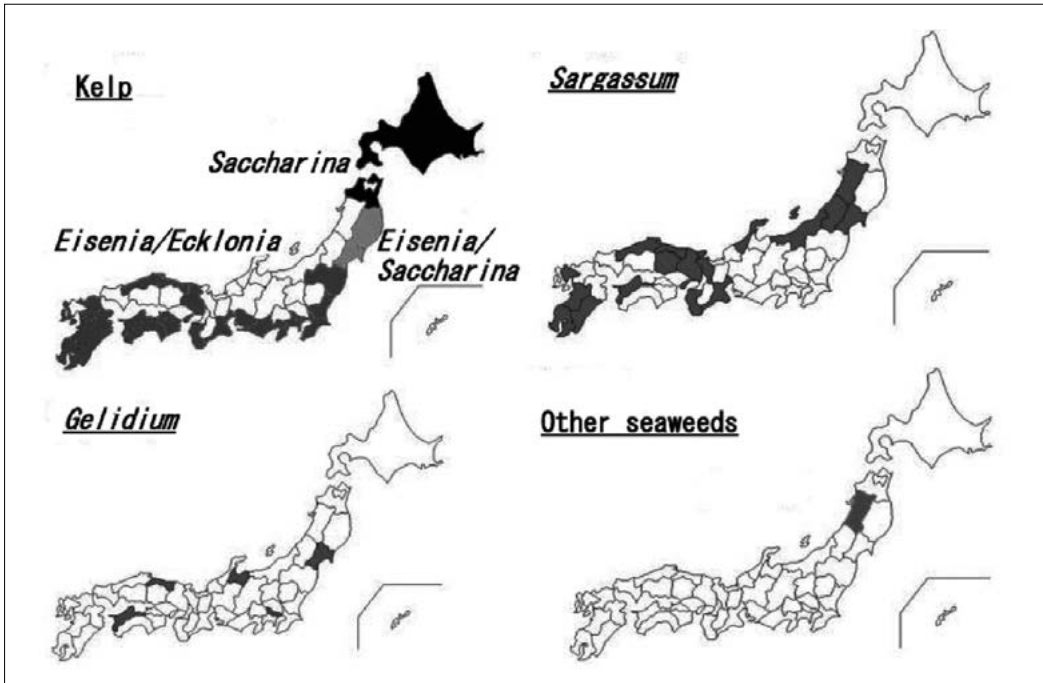 Kelp
Saccharina
Eisenia/Ecklonia
Eisenia/
Saccharina
Sargassum
Gelidium
Other seaweeds